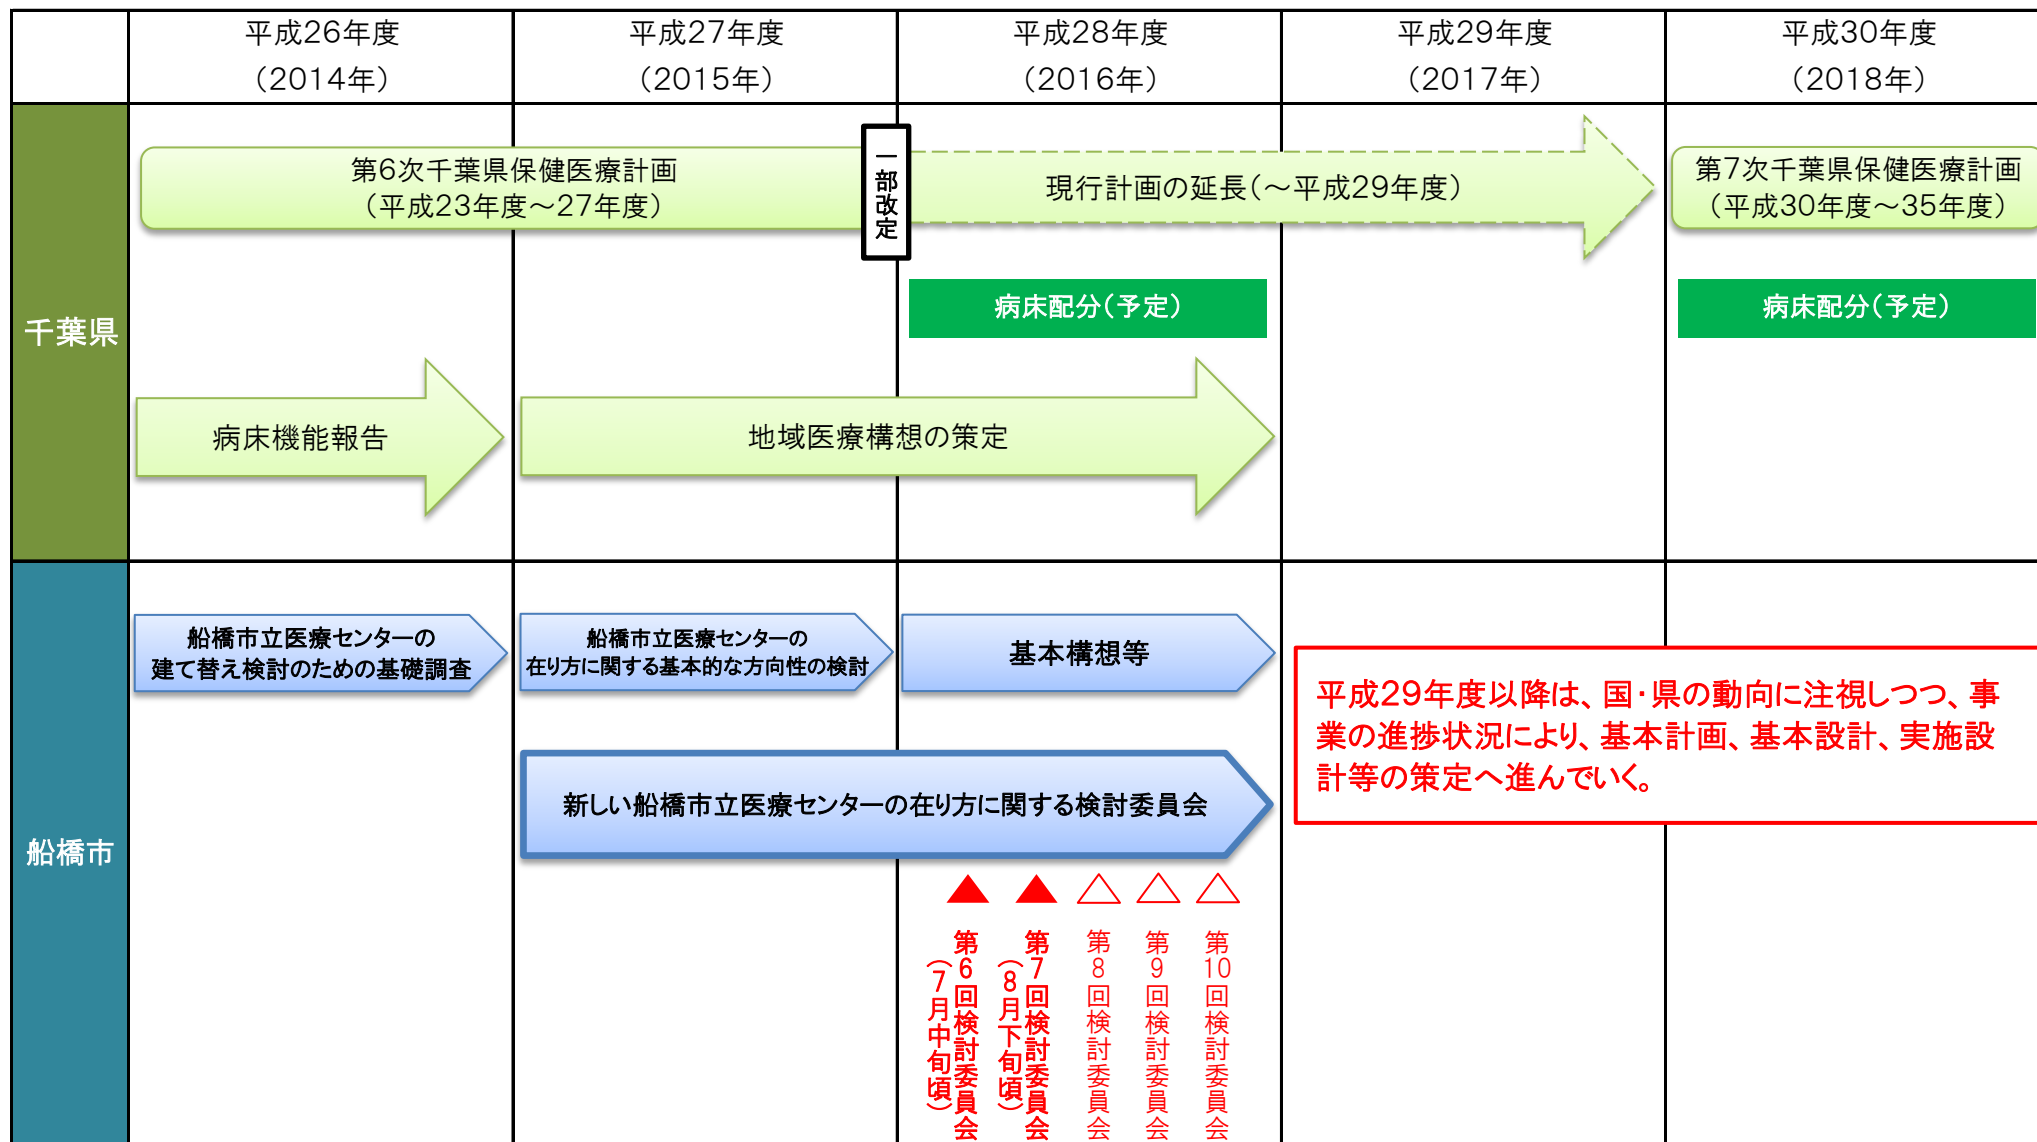 平成26年度
（2014年）
平成27年度
（2015年）
平成28年度
（2016年）
平成29年度
（2017年）
平成30年度
（2018年）
千葉県
第6次千葉県保健医療計画
（平成23年度～27年度）
一部改定
現行計画の延長（～平成29年度）
第7次千葉県保健医療計画
（平成30年度～35年度）
病床配分（予定）
病床配分（予定）
病床機能報告
地域医療構想の策定
船橋市
船橋市立医療センターの
建て替え検討のための基礎調査
船橋市立医療センターの
在り方に関する基本的な方向性の検討
基本構想等
平成29年度以降は、国・県の動向に注視しつつ、事
業の進捗状況により、基本計画、基本設計、実施設
計等の策定へ進んでいく。
新しい船橋市立医療センターの在り方に関する検討委員会
第6回検討委員会
（7月中旬頃）
第7回検討委員会
（8月下旬頃）
第8回検討委員会
第9回検討委員会
第10回検討委員会